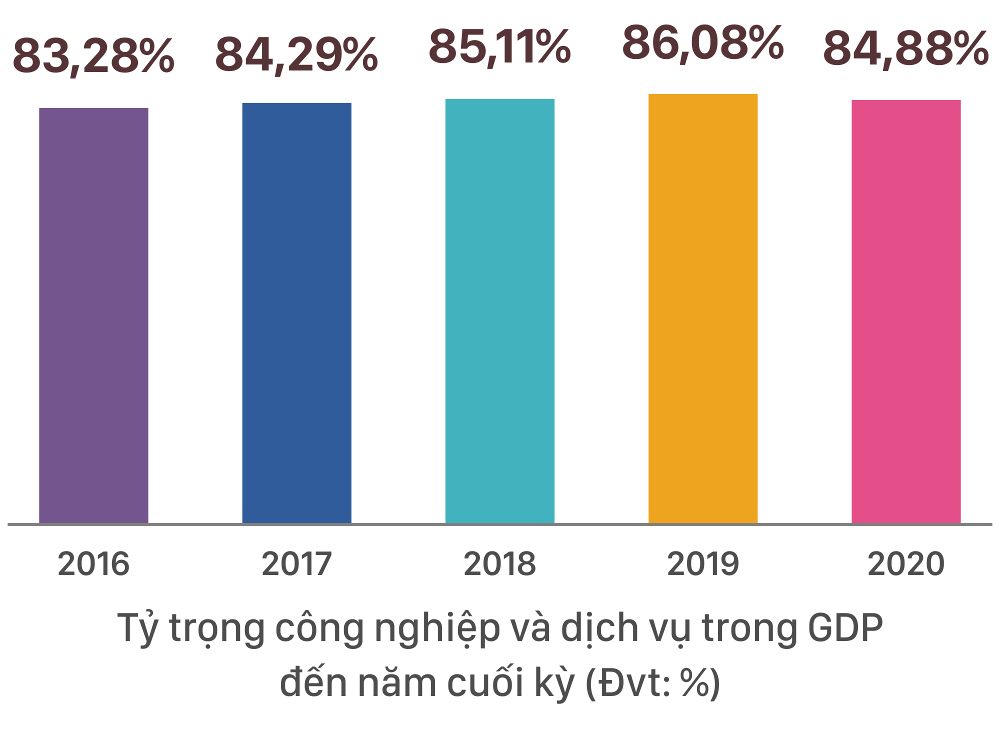 83,28% 84,29% 85,11% 86,08% 84,88%
2016 2017 2018 2019 2020
Tỷ trọng công nghiệp và dịch vụ trong GDP
đến năm cuối kỳ (Đvt: %)